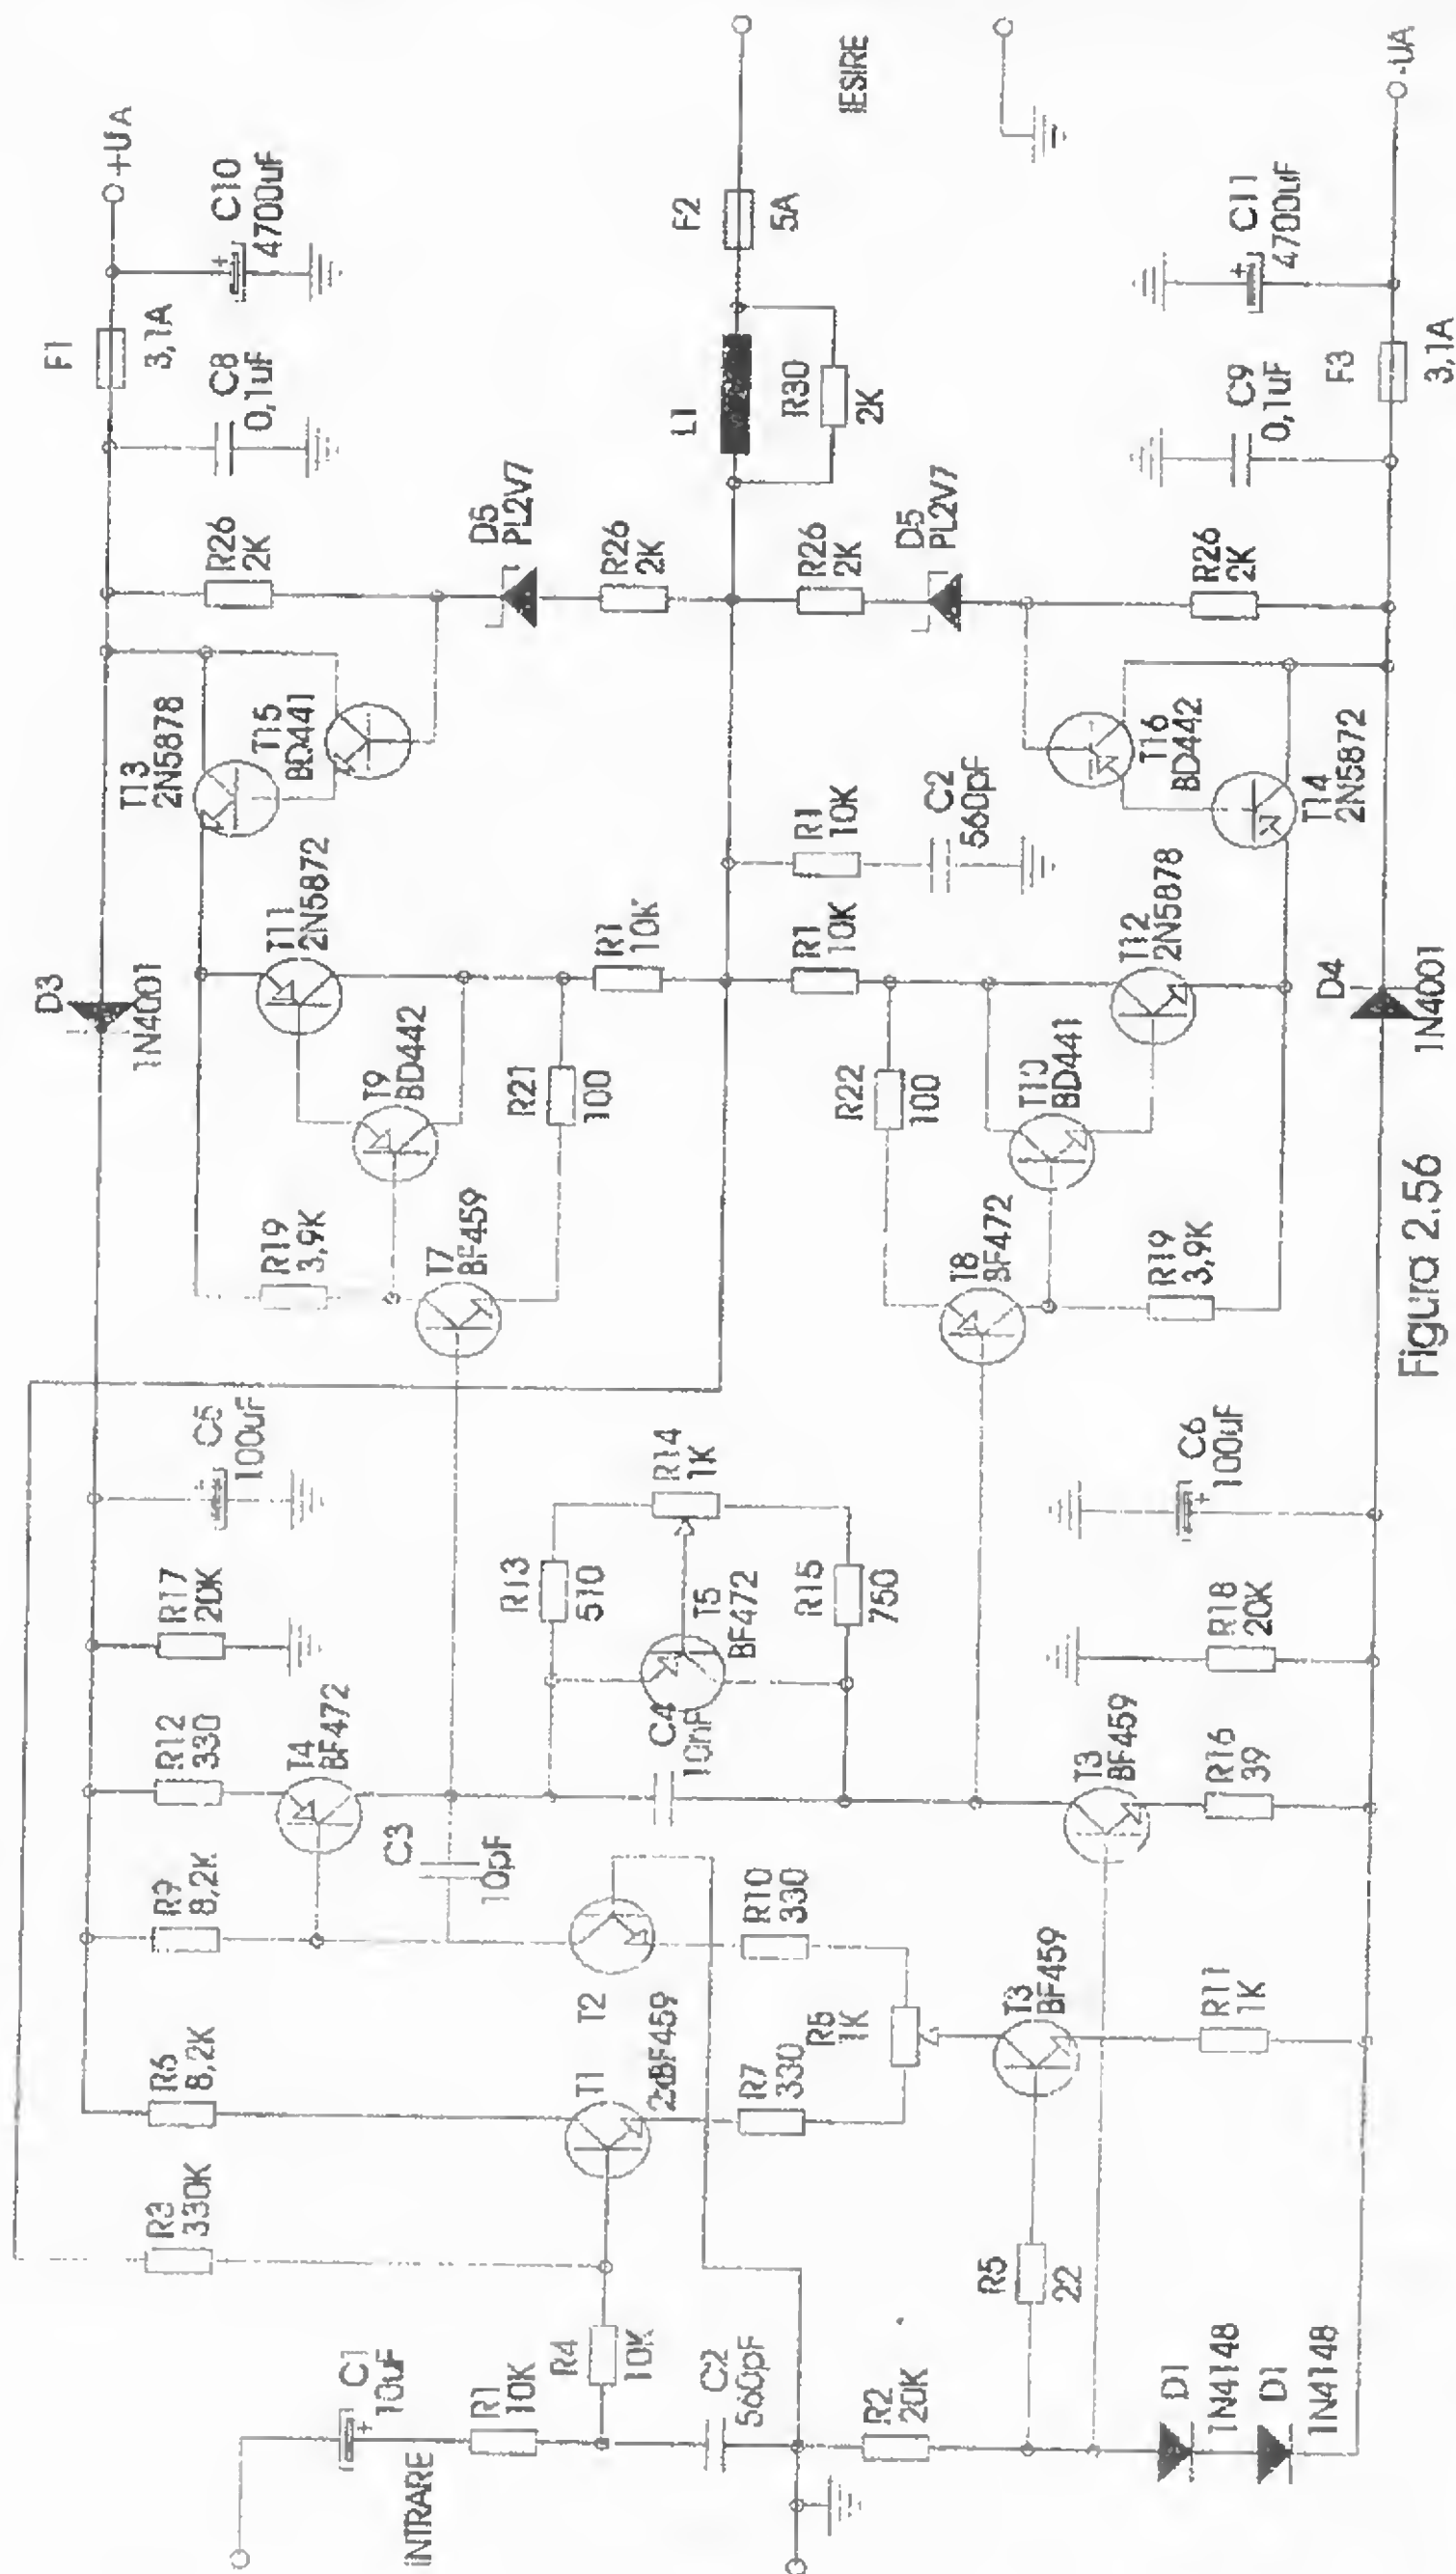 INTRARE
C1
10uF
R1
10K
R4
10K
C2
560pF
R2
20K
D1
1N4148
D1
1N4148
R3
330K
R5
22
R6
8,2K
T1
2xBF459
T2
R7
330
R5
1K
T3
BF459
R11
1K
R9
8,2K
C3
10pF
R10
330
R12
330
T4
BF472
C4
10nF
T3
BF459
R16
39
R17
20K
R13
510
T5
BF472
R15
750
R18
20K
C5
100uF
R14
1K
C6
100uF
R19
3,9K
T7
BF459
T8
BF472
R19
3,9K
T9
BD442
R21
100
R22
100
T10
BD441
D3
1N4001
T11
2N5872
R1
10K
R1
10K
T12
2N5878
D4
1N4001
T13
2N5878
T15
BD441
R1
10K
C2
560pF
T16
BD442
T14
2N5872
R26
2K
D5
PL2V7
R26
2K
R26
2K
D5
PL2V7
R26
2K
F1
3,1A
C8
0,1uF
C10
4700uF
+UA
L1
R30
2K
F2
5A
IESIRE
C9
0,1uF
C11
4700uF
F3
3,1A
-UA
Figura 2.56